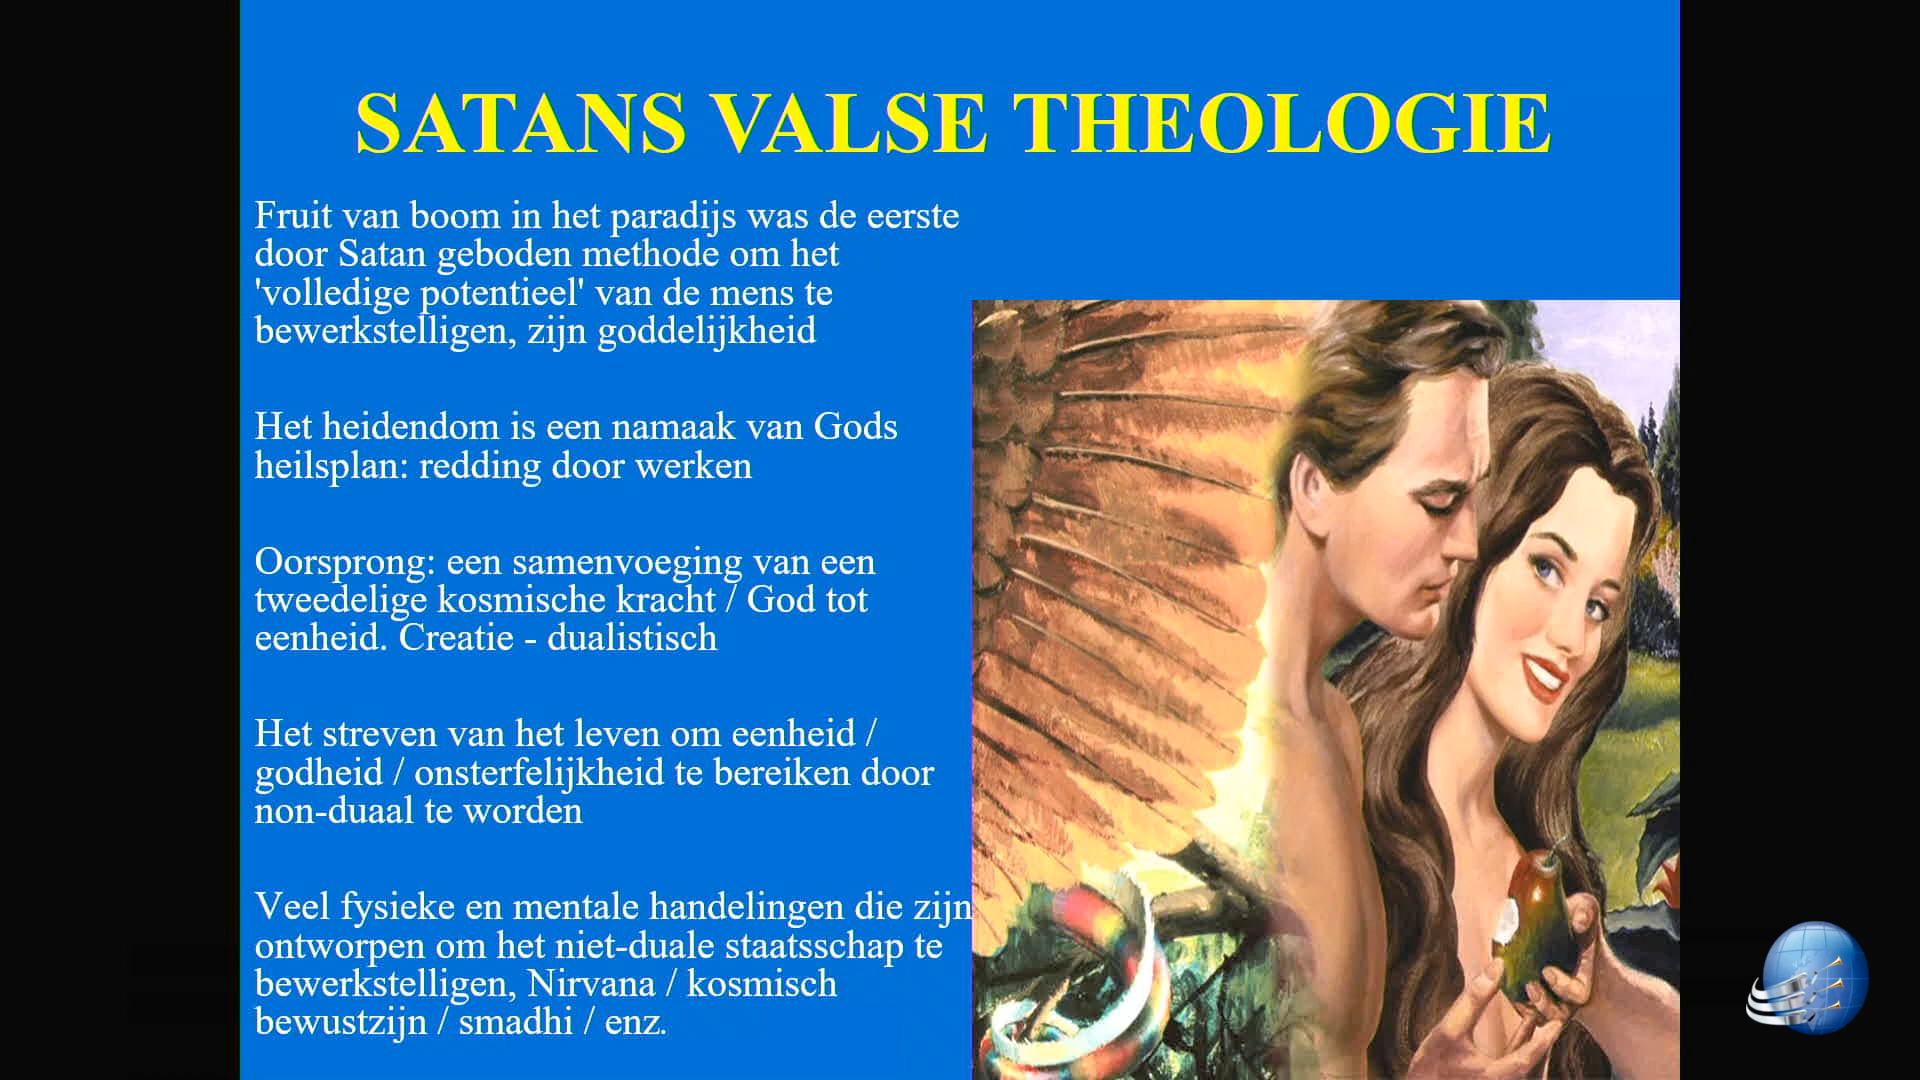 SATANS VALSE THEOLOGIE
Fruit van boom in het paradijs was de eerste
door Satan geboden methode om het
'volledige potentieel' van de mens te
bewerkstelligen, zijn goddelijkheid
Het heidendom is een namaak van Gods
heilsplan: redding door werken
Oorsprong: een samenvoeging van een
tweedelige kosmische kracht / God tot
eenheid. Creatie - dualistisch
Het streven van het leven om eenheid /
godheid / onsterfelijkheid te bereiken door
non-duaal te worden
Veel fysieke en mentale handelingen die zijn
ontworpen om het niet-duale staatsschap te
bewerkstelligen, Nirvana / kosmisch
bewustzijn / smadhi / enz.